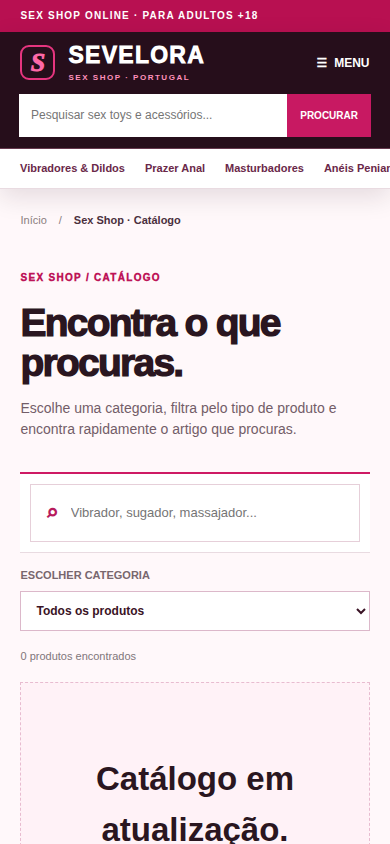 SEX SHOP ONLINE · PARA ADULTOS +18
S SEVELORA
SEX SHOP · PORTUGAL
☰ MENU
Pesquisar sex toys e acessórios...
PROCURAR
Vibradores & Dildos Prazer Anal Masturbadores Anéis Penian
Início / Sex Shop · Catálogo
SEX SHOP / CATÁLOGO
Encontra o que
procuras.
Escolhe uma categoria, filtra pelo tipo de produto e
encontra rapidamente o artigo que procuras.
Vibrador, sugador, massajador...
ESCOLHER CATEGORIA
Todos os produtos
0 produtos encontrados
Catálogo em
atualização.